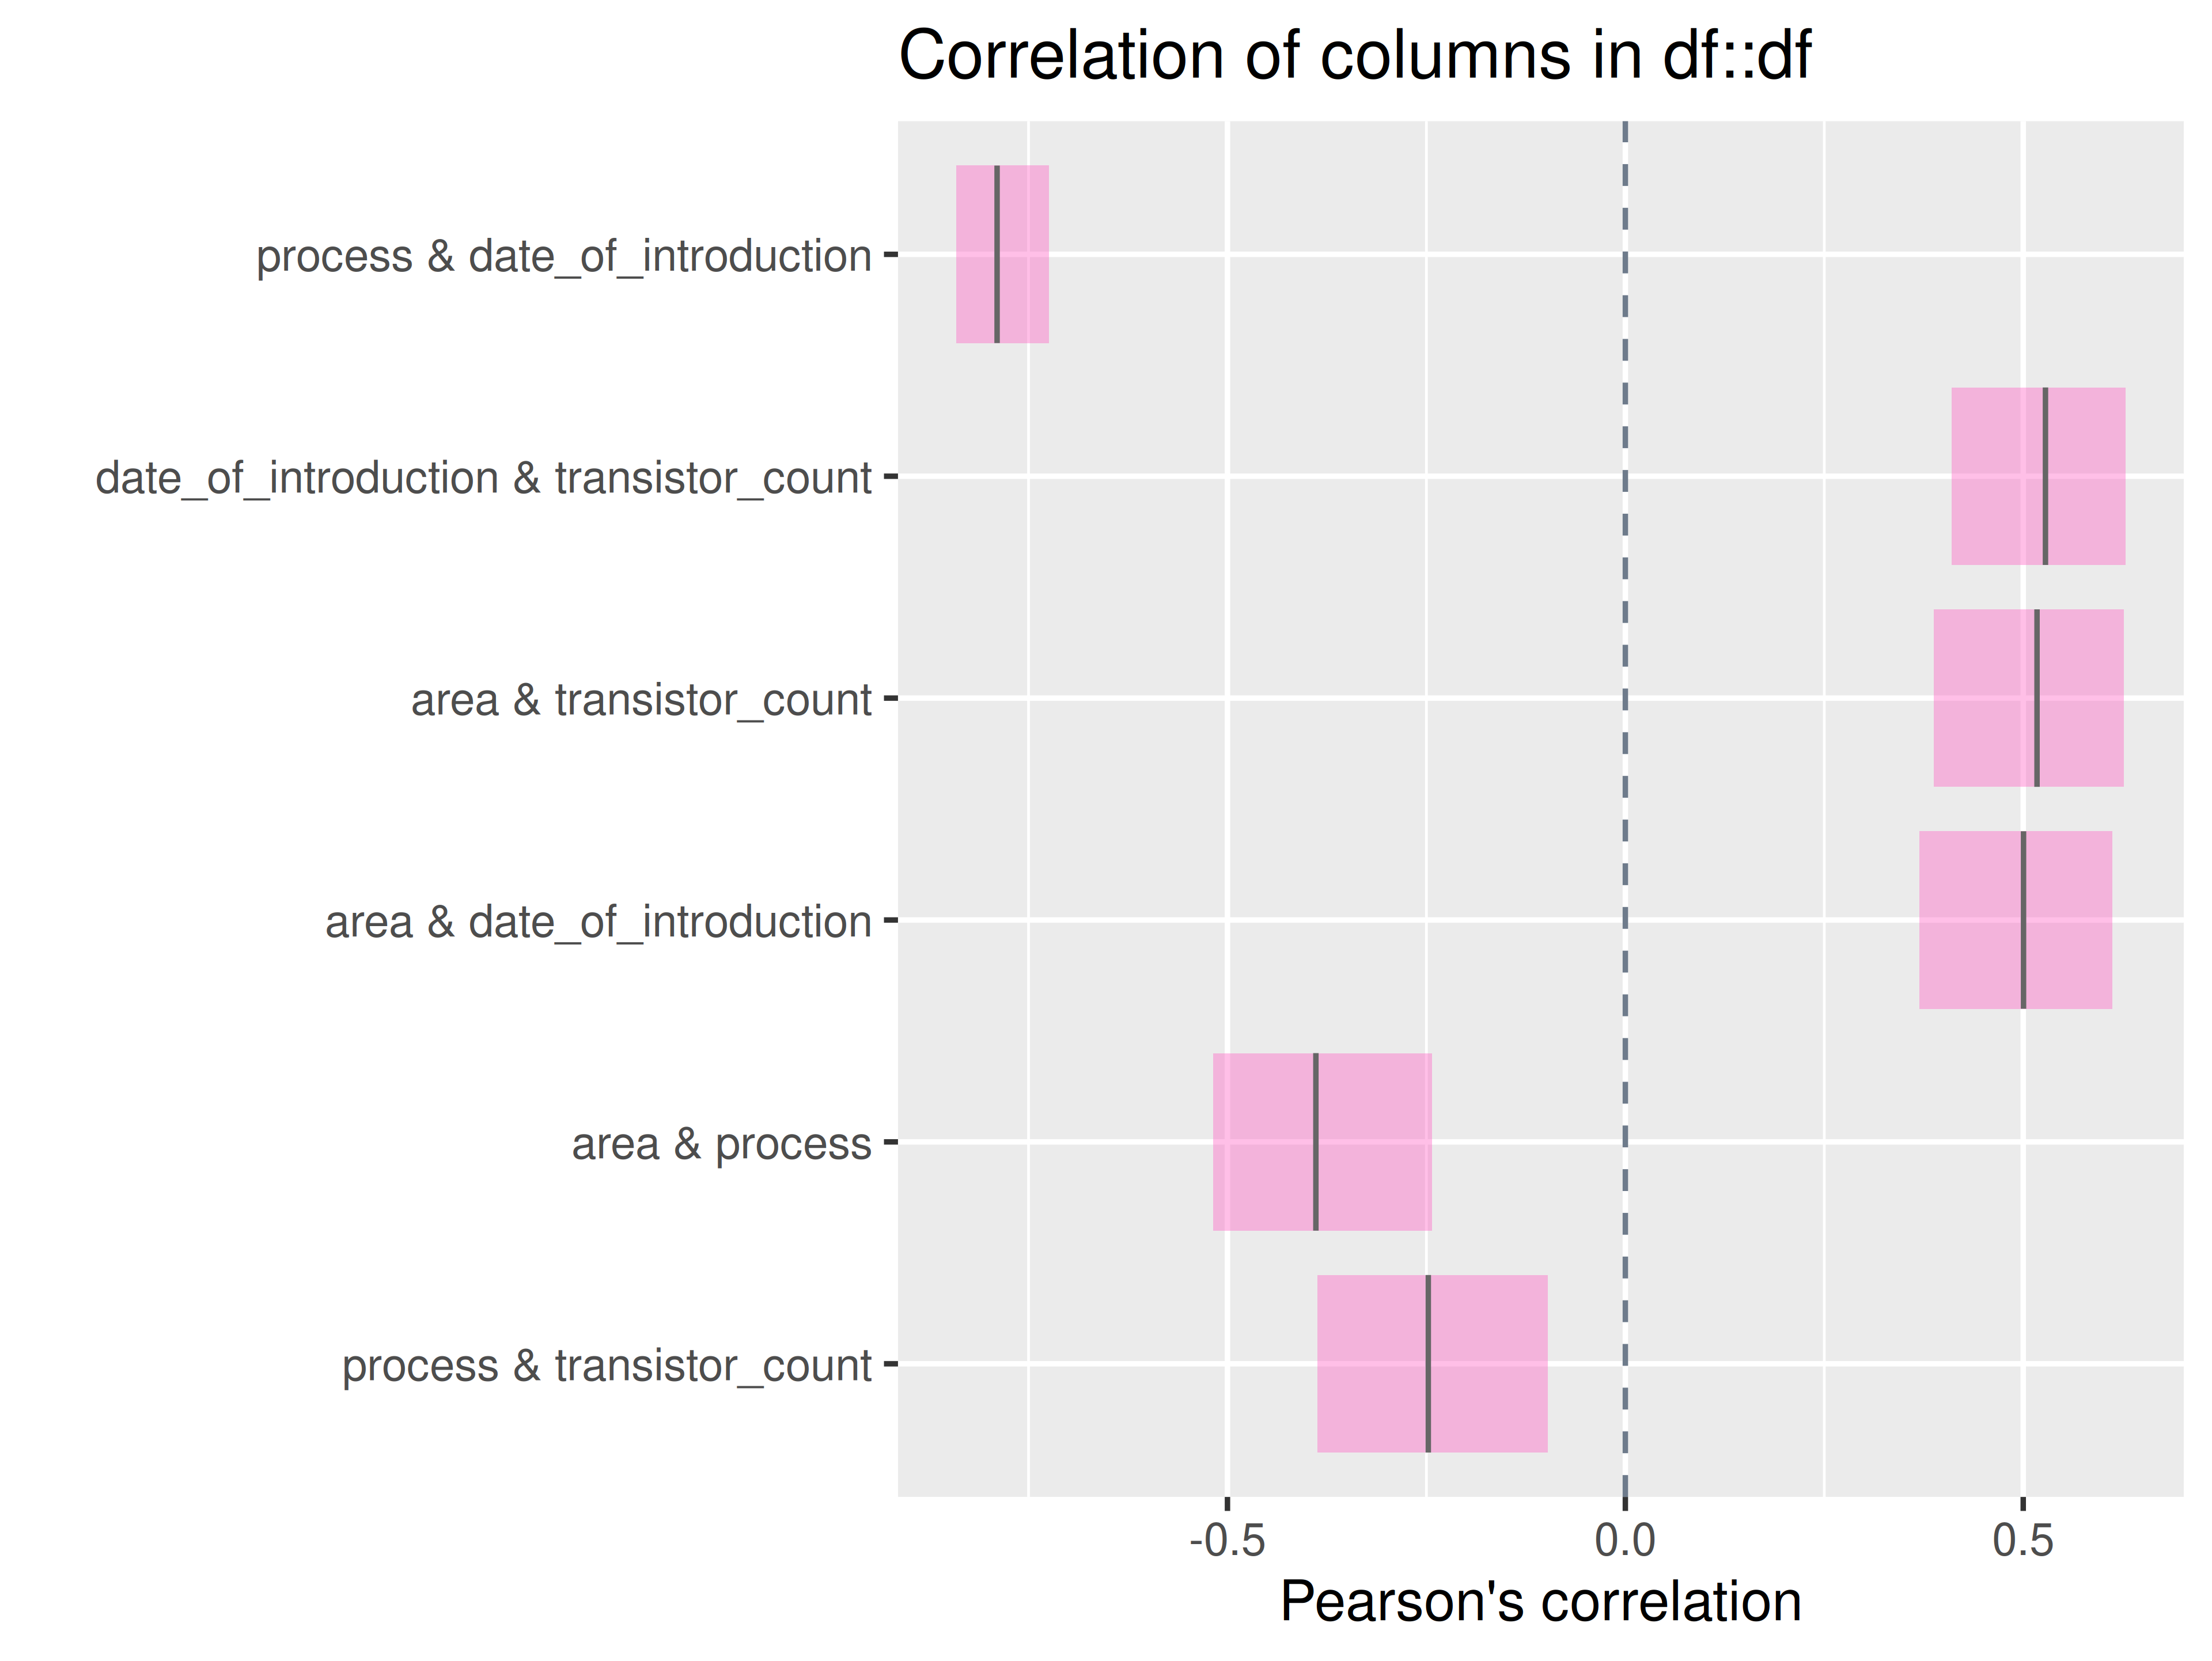 Correlation of columns in df::df
process & date_of_introduction
date_of_introduction & transistor_count
area & transistor_count
area & date_of_introduction
area & process
process & transistor_count
-0.5 0.0 0.5
Pearson's correlation